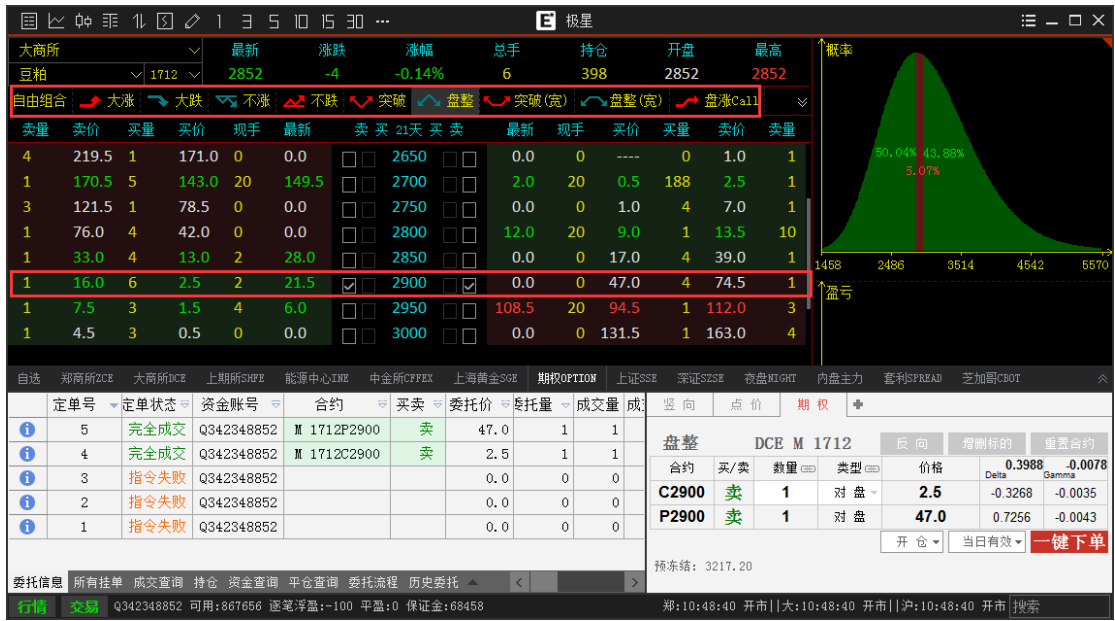 1 ∃ 5 10 15 30 ··· E 极星
大商所 最新 涨跌 涨幅 总手 持仓 开盘 最高
豆粕 1712 2852 -4 -0.14% 6 398 2852 2852
自由组合 大涨 大跌 不涨 不跌 突破 盘整 突破(宽) 盘整(宽) 盘涨Call
卖量 卖价 买量 买价 现手 最新 卖 买 21天 买 卖 最新 现手 买价 买量 卖价 卖量
4 219.5 1 171.0 0 0.0 2650 0.0 0 ---- 0 1.0 1
1 170.5 5 143.0 20 149.5 2700 2.0 20 0.5 188 2.5 1
3 121.5 1 78.5 0 0.0 2750 0.0 0 1.0 4 7.0 1
1 76.0 4 42.0 0 0.0 2800 12.0 20 9.0 1 13.5 10
1 33.0 4 13.0 2 28.0 2850 0.0 0 17.0 4 39.0 1
1 16.0 6 2.5 2 21.5 2900 0.0 0 47.0 4 74.5 1
1 7.5 3 1.5 4 6.0 2950 108.5 20 94.5 1 112.0 3
1 4.5 3 0.5 0 0.0 3000 0.0 0 131.5 1 163.0 4
概率
50.04% 43.88%
6.07%
1458 2486 3514 4542 5570
盈亏
自选 郑商所ZCE 大商所DCE 上期所SHFE 能源中心INE 中金所CFFEX 上海黄金SGE 期权OPTION 上证SSE 深证SZSE 夜盘NIGHT 内盘主力 套利SPREAD 芝加哥CBOT
定单号 定单状态 资金账号 合约 买卖 委托价 委托量 成交量
5 完全成交 Q342348852 M 1712P2900 卖 47.0 1 1
4 完全成交 Q342348852 M 1712C2900 卖 2.5 1 1
3 指令失败 Q342348852 0.0 0 0
2 指令失败 Q342348852 0.0 0 0
1 指令失败 Q342348852 0.0 0 0
委托信息 所有挂单 成交查询 持仓 资金查询 平仓查询 委托流程 历史委托
竖向 点价 期权
盘整 DCE M 1712 反向 增删标的 重置合约
合约 买/卖 数量 类型 价格 0.3988 -0.0078
Delta Gamma
C2900 卖 1 对盘 2.5 -0.3268 -0.0035
P2900 卖 1 对盘 47.0 0.7256 -0.0043
开仓 当日有效 一键下单
预冻结: 3217.20
行情 交易 Q342348852 可用:867656 逐笔浮盈:-100 平盈:0 保证金:68458 郑:10:48:40 开市||大:10:48:40 开市||沪:10:48:40 开市 搜索